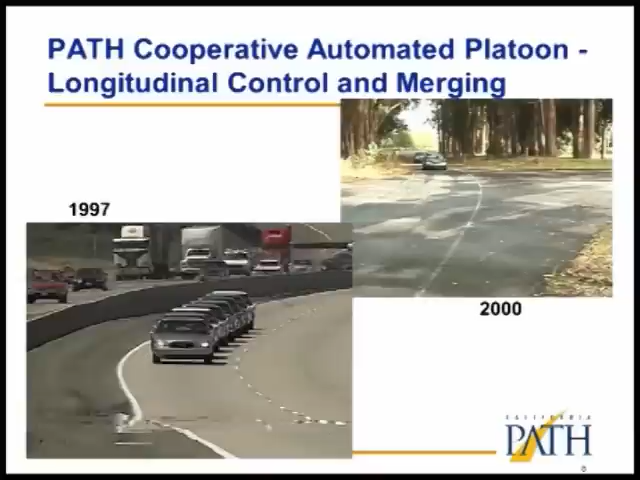 PATH Cooperative Automated Platoon -
Longitudinal Control and Merging
1997
2000
CALIFORNIA
PATH